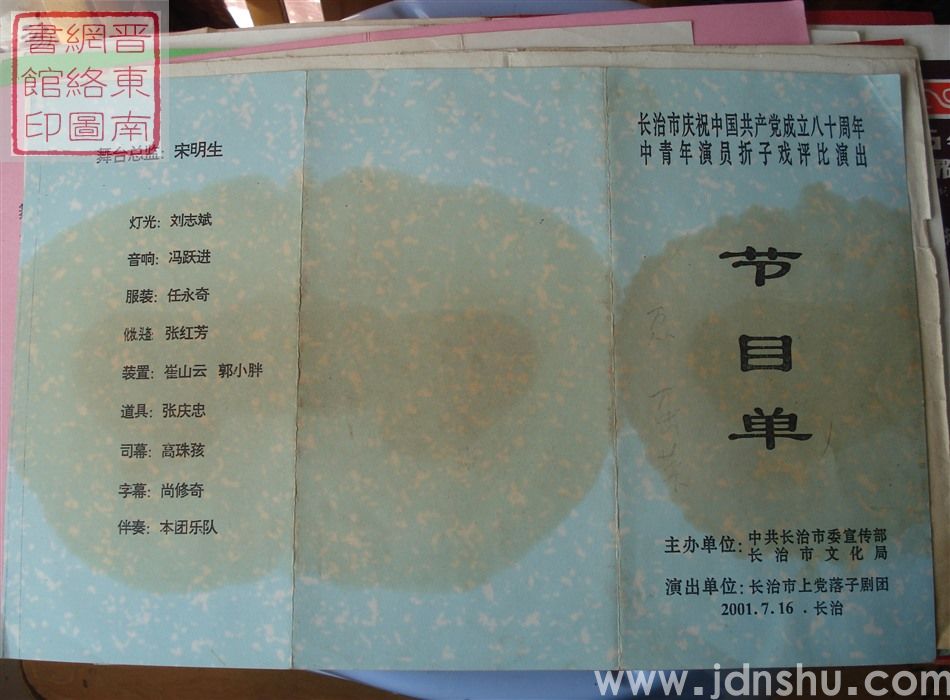 晋东南
網絡圖
書館印
舞台总监：宋明生
灯光：刘志斌
音响：冯跃进
服装：任永奇
张红芳
装置：崔山云 郭小胖
道具：张庆忠
司幕：高珠孩
字幕：尚修奇
伴奏：本团乐队
长治市庆祝中国共产党成立八十周年
中青年演员折子戏评比演出
节
目
单
主办单位：中共长治市委宣传部
长治市文化局
演出单位：长治市上党落子剧团
2001.7.16．长治
www.jdnshu.com